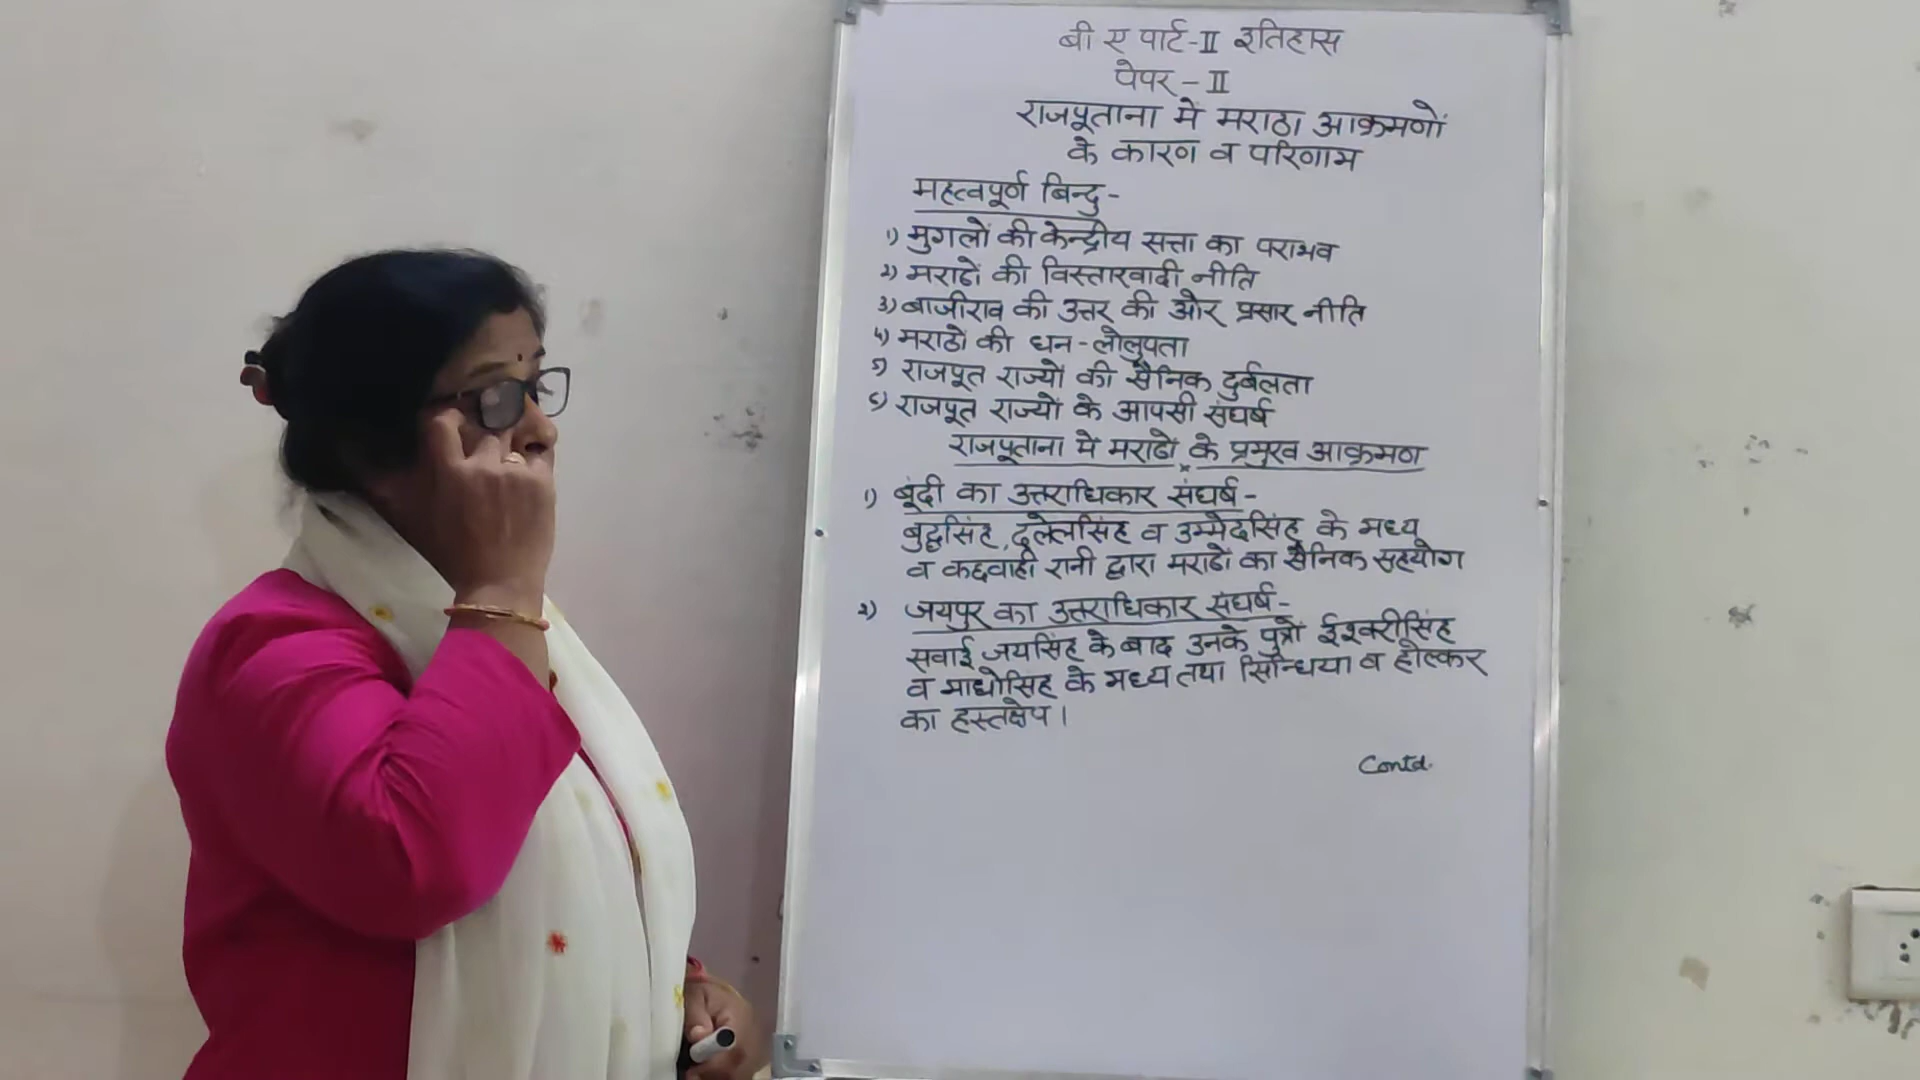 बी ए पार्ट-II इतिहास
पेपर - II
राजपूताना में मराठा आक्रमणों
के कारण व परिणाम
महत्वपूर्ण बिन्दु -
1) मुगलों की केन्द्रीय सत्ता का पराभव
2) मराठों की विस्तारवादी नीति
3) बाजीराव की उत्तर की ओर प्रसार नीति
4) मराठों की धन-लोलुपता
5) राजपूत राज्यों की सैनिक दुर्बलता
6) राजपूत राज्यों के आपसी संघर्ष
राजपूताना में मराठों के प्रमुख आक्रमण
1) बूंदी का उत्तराधिकार संघर्ष -
बुद्धसिंह, दलेलसिंह व उम्मेदसिंह के मध्य
व कछवाही रानी द्वारा मराठों का सैनिक सहयोग
2) जयपुर का उत्तराधिकार संघर्ष -
सवाई जयसिंह के बाद उनके पुत्रों ईश्वरीसिंह
व माधोसिंह के मध्य तथा सिन्धिया व होल्कर
का हस्तक्षेप।
Contd.